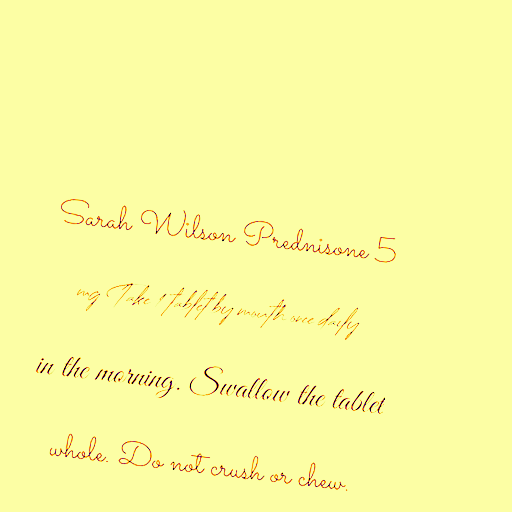 Sarah Wilson Prednisone 5
mg Take 1 tablet by mouth once daily
in the morning. Swallow the tablet
whole. Do not crush or chew.